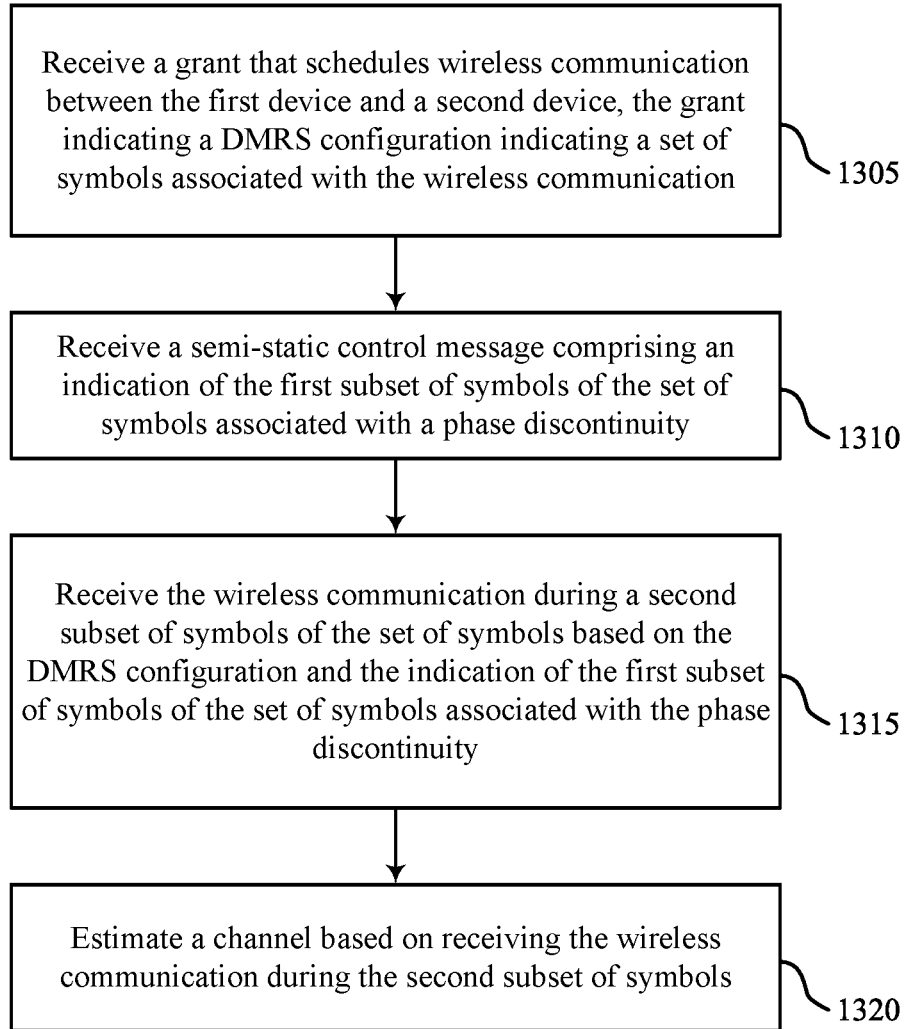 Receive a grant that schedules wireless communication
between the first device and a second device, the grant
indicating a DMRS configuration indicating a set of
symbols associated with the wireless communication
1305
Receive a semi-static control message comprising an
indication of the first subset of symbols of the set of
symbols associated with a phase discontinuity
1310
Receive the wireless communication during a second
subset of symbols of the set of symbols based on the
DMRS configuration and the indication of the first subset
of symbols of the set of symbols associated with the phase
discontinuity
1315
Estimate a channel based on receiving the wireless
communication during the second subset of symbols
1320